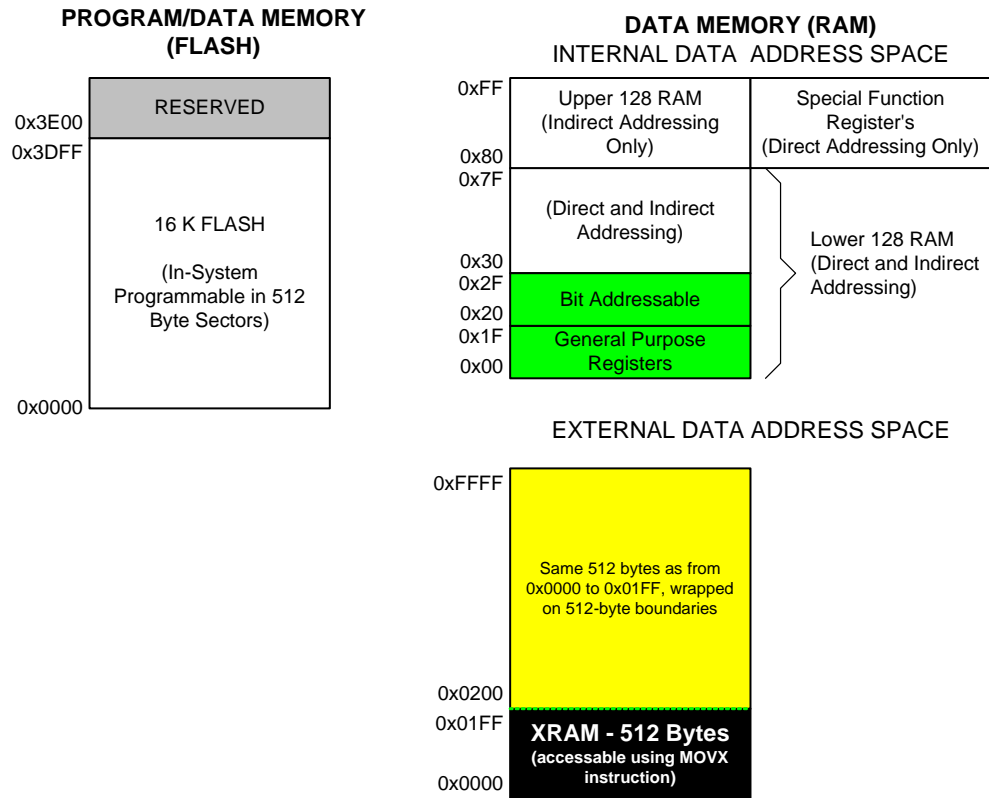 PROGRAM/DATA MEMORY
(FLASH)
RESERVED
0x3E00
0x3DFF
16 K FLASH
(In-System
Programmable in 512
Byte Sectors)
0x0000
DATA MEMORY (RAM)
INTERNAL DATA ADDRESS SPACE
0xFF
Upper 128 RAM
(Indirect Addressing
Only)
0x80
Special Function
Register's
(Direct Addressing Only)
0x7F
(Direct and Indirect
Addressing)
0x30
0x2F
Bit Addressable
0x20
0x1F
General Purpose
Registers
0x00
Lower 128 RAM
(Direct and Indirect
Addressing)
EXTERNAL DATA ADDRESS SPACE
0xFFFF
Same 512 bytes as from
0x0000 to 0x01FF, wrapped
on 512-byte boundaries
0x0200
0x01FF
XRAM - 512 Bytes
(accessable using MOVX
instruction)
0x0000